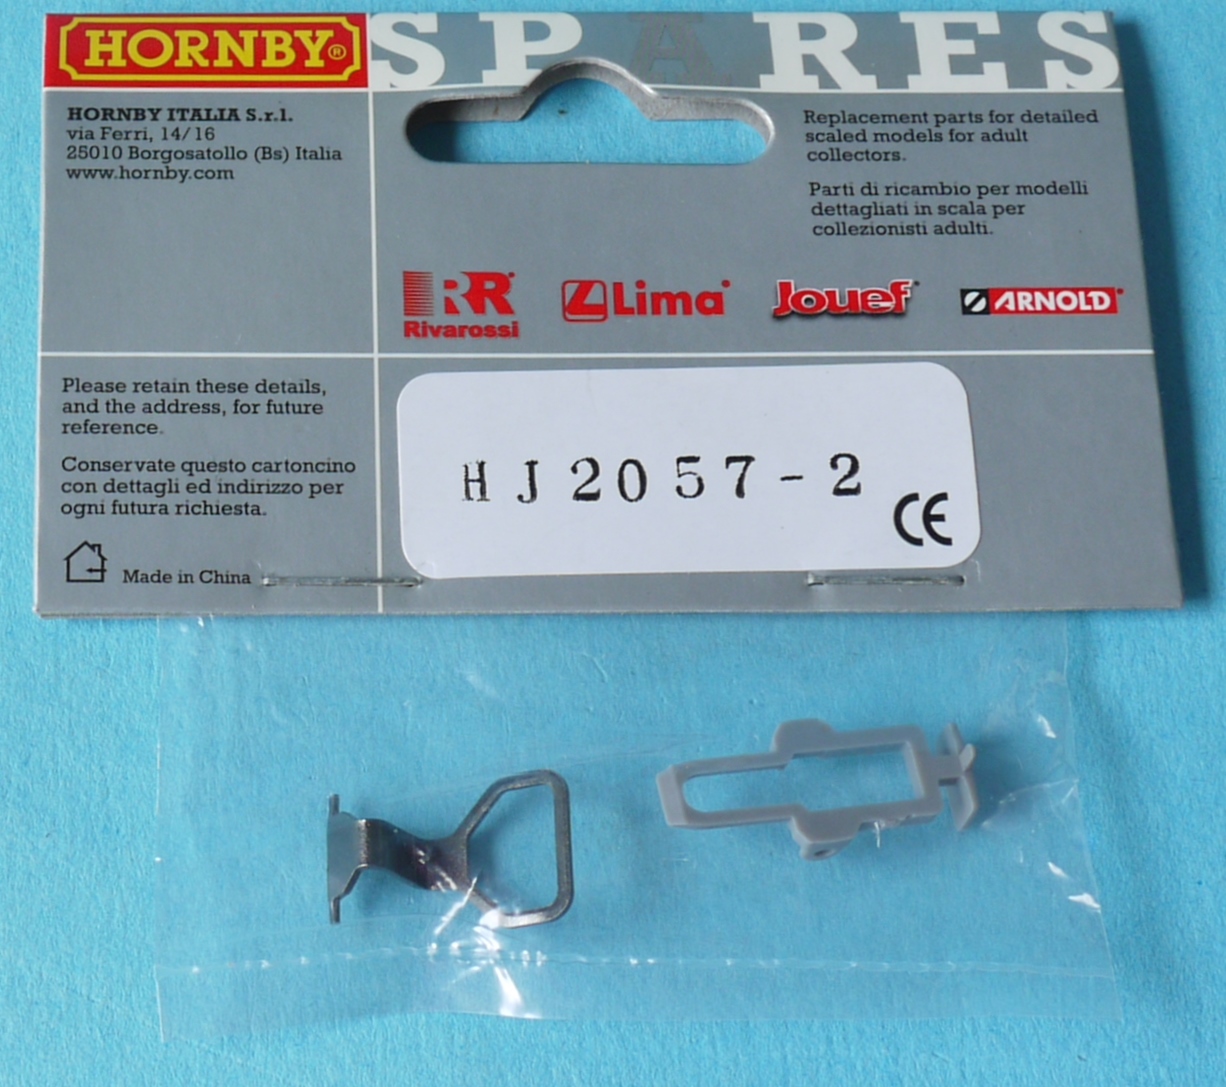 HORNBY® SPARES
HORNBY ITALIA S.r.l.
via Ferri, 14/16
25010 Borgosatollo (Bs) Italia
www.hornby.com
Replacement parts for detailed
scaled models for adult
collectors.
Parti di ricambio per modelli
dettagliati in scala per
collezionisti adulti.
RR
Rivarossi
Lima
Jouef
ARNOLD
Please retain these details,
and the address, for future
reference.
Conservate questo cartoncino
con dettagli ed indirizzo per
ogni futura richiesta.
Made in China
HJ2057-2
CE